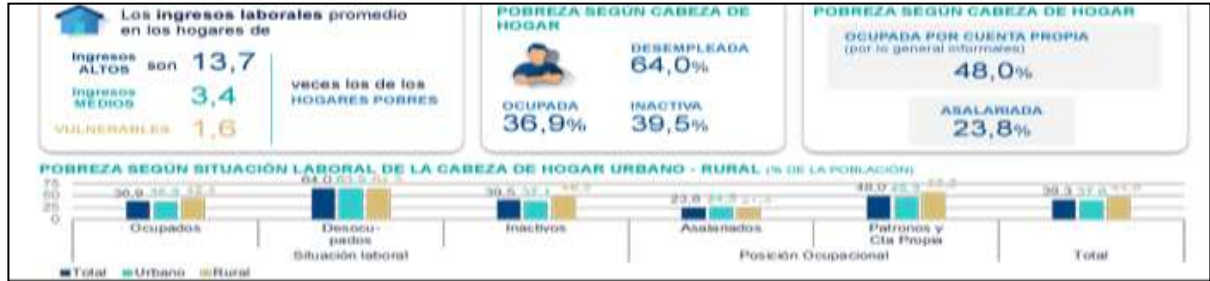 Los ingresos laborales promedio
en los hogares de
Ingresos
ALTOS son 13,7
Ingresos
MEDIOS 3,4
VULNERABLES 1,6
veces los de los
HOGARES POBRES
POBREZA SEGÚN CABEZA DE
HOGAR
DESEMPLEADA
64,0%
OCUPADA
36,9%
INACTIVA
39,5%
POBREZA SEGÚN CABEZA DE HOGAR
OCUPADA POR CUENTA PROPIA
(por lo general informales)
48,0%
ASALARIADA
23,8%
POBREZA SEGÚN SITUACIÓN LABORAL DE LA CABEZA DE HOGAR URBANO - RURAL (% DE LA POBLACIÓN)
75
50
25
0
36,9
64,0
39,5 37,1
23,8
48,0
39,3
Ocupados
Desocu-
pados
Inactivos
Asalariados
Patronos y
Cta Propia
Situación laboral
Posición Ocupacional
Total
Total Urbano Rural